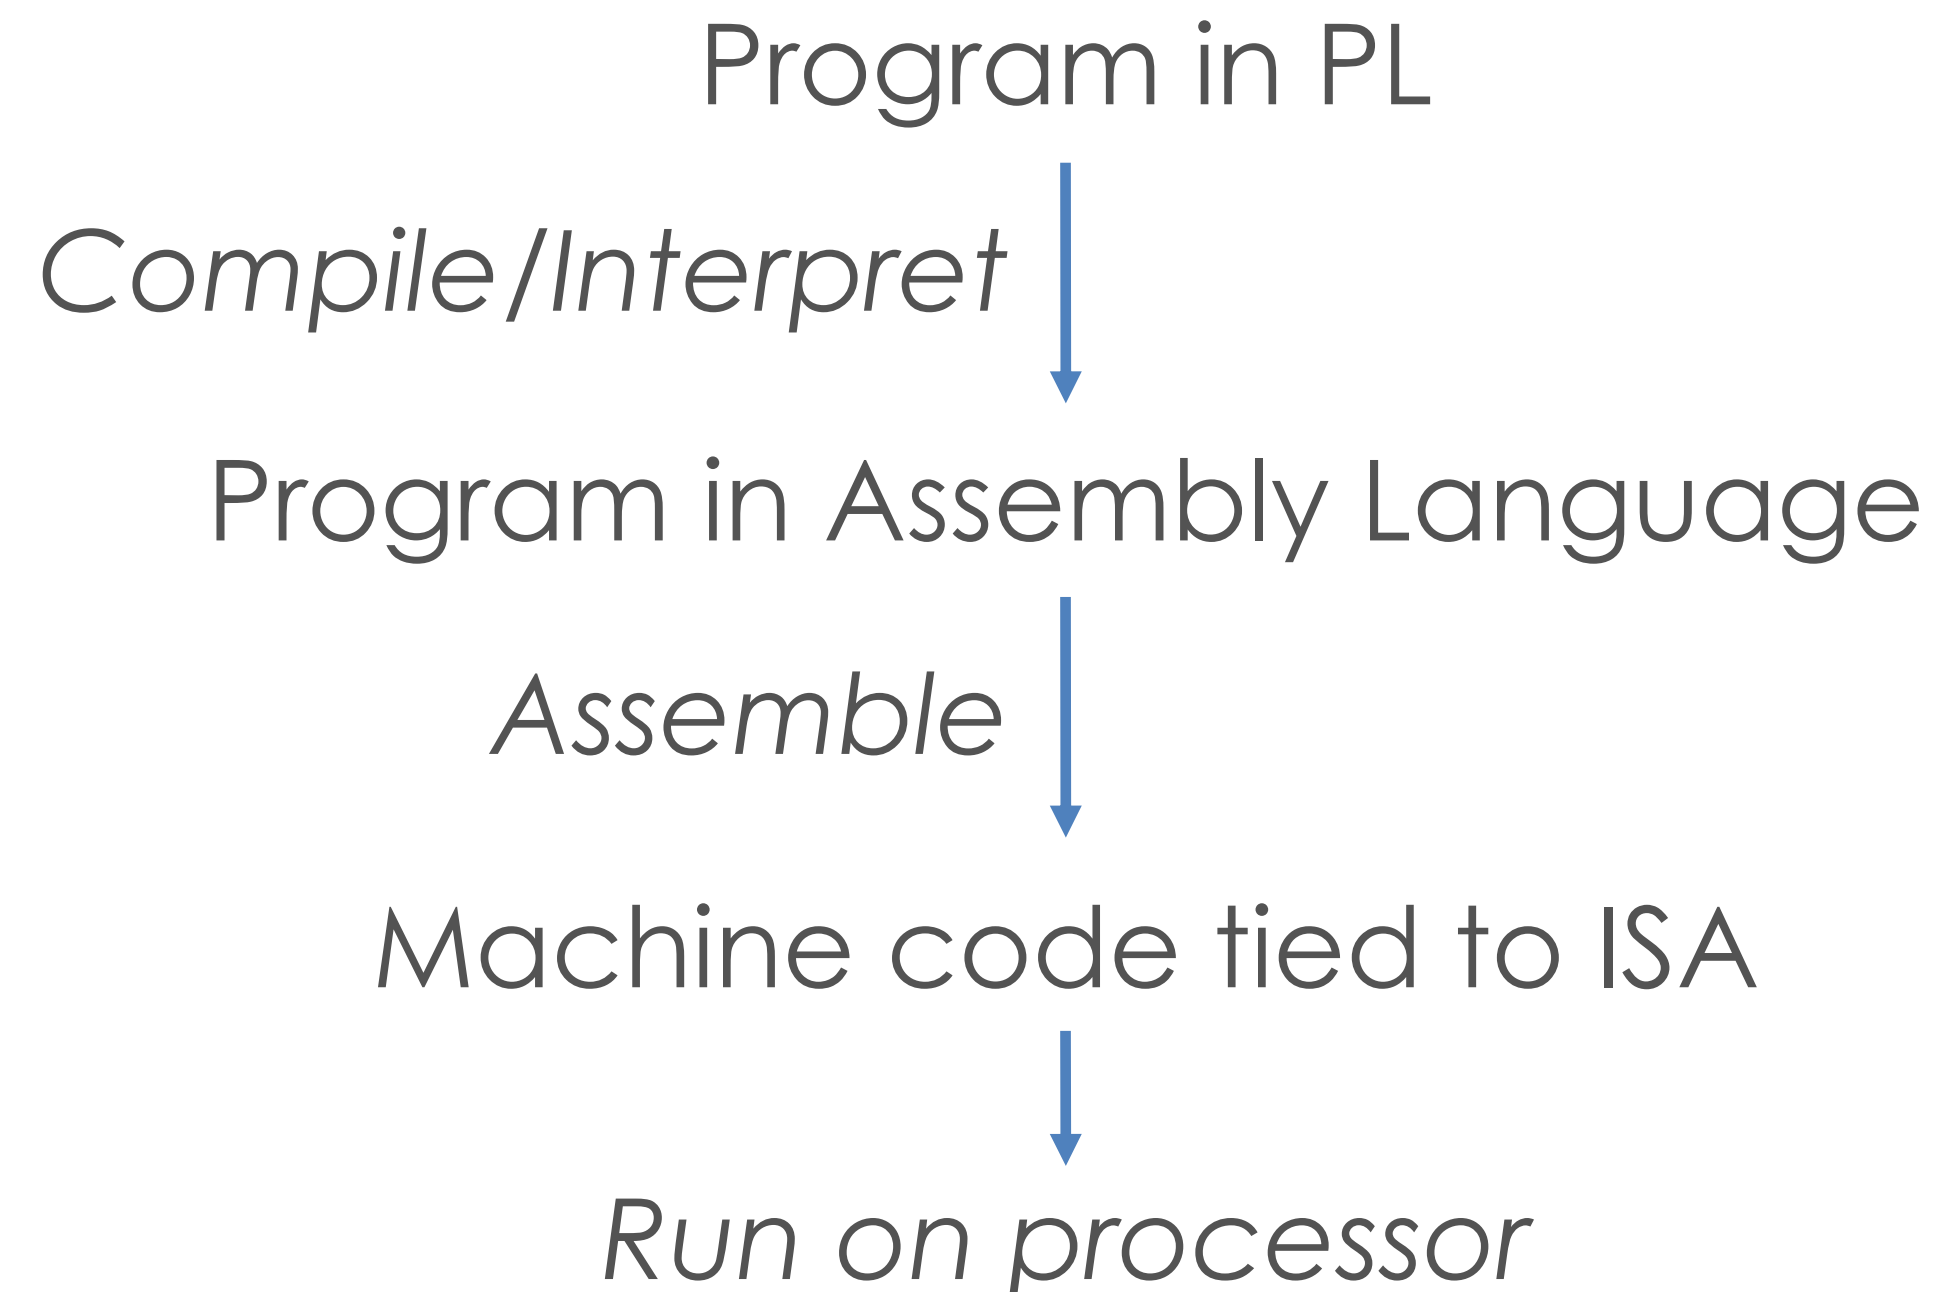 Program in PL
Compile/Interpret
Program in Assembly Language
Assemble
Machine code tied to ISA
Run on processor